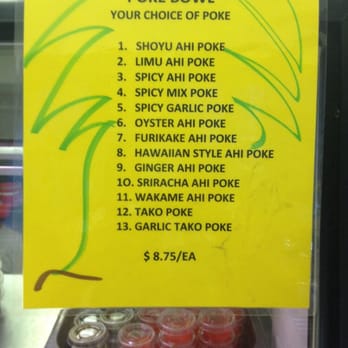 POKE BOWL
YOUR CHOICE OF POKE
1. SHOYU AHI POKE
2. LIMU AHI POKE
3. SPICY AHI POKE
4. SPICY MIX POKE
5. SPICY GARLIC POKE
6. OYSTER AHI POKE
7. FURIKAKE AHI POKE
8. HAWAIIAN STYLE AHI POKE
9. GINGER AHI POKE
10. SRIRACHA AHI POKE
11. WAKAME AHI POKE
12. TAKO POKE
13. GARLIC TAKO POKE
$ 8.75/EA